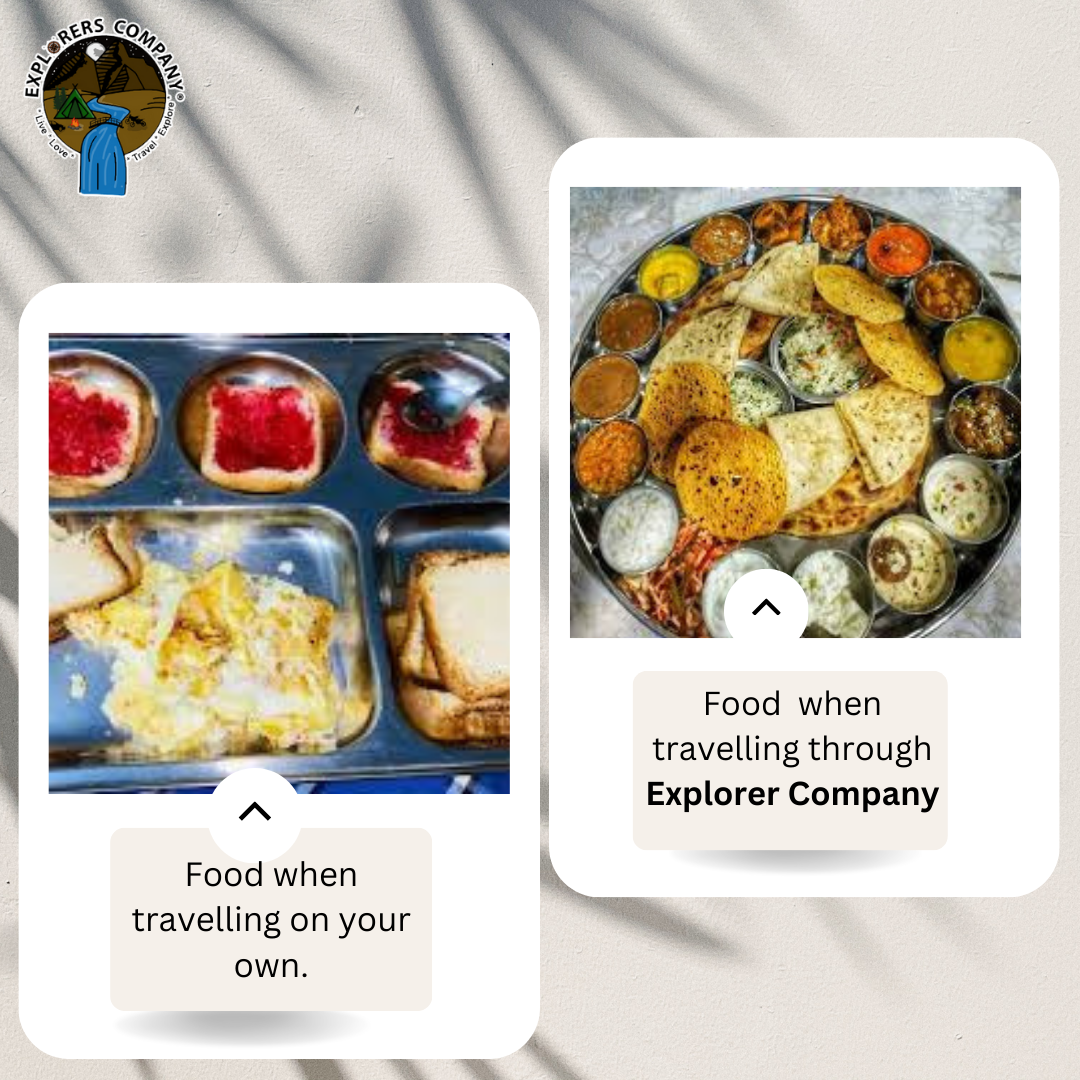 EXPLORERS COMPANY®
• Live • Love •
• Travel • Explore •
Food when
travelling through
Explorer Company
Food when
travelling on your
own.